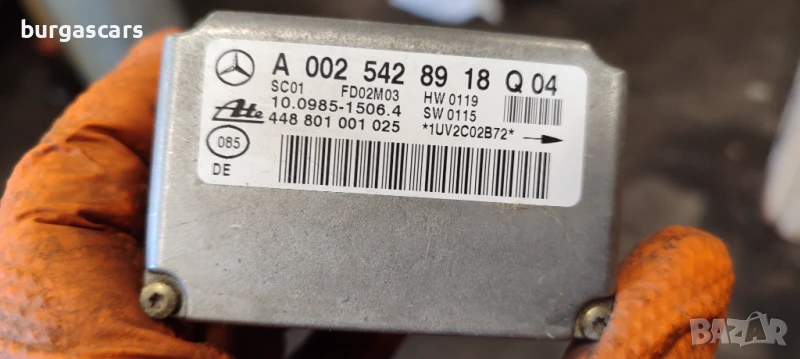 burgascars
A 002 542 89 18 Q 04
SC01 FD02M03 HW 0119
10.0985-1506.4 SW 0115
Ate 448 801 001 025 *1UV2C02B72*
085
DE
BAZAR